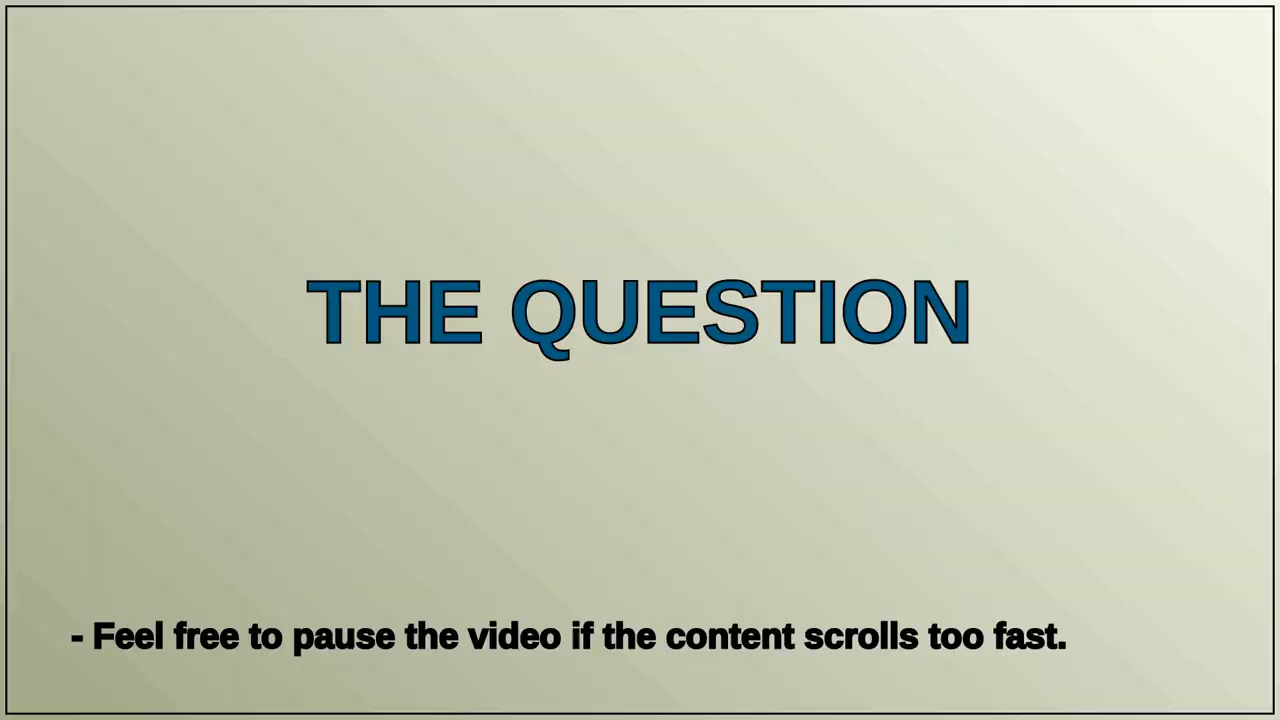 THE QUESTION
- Feel free to pause the video if the content scrolls too fast.